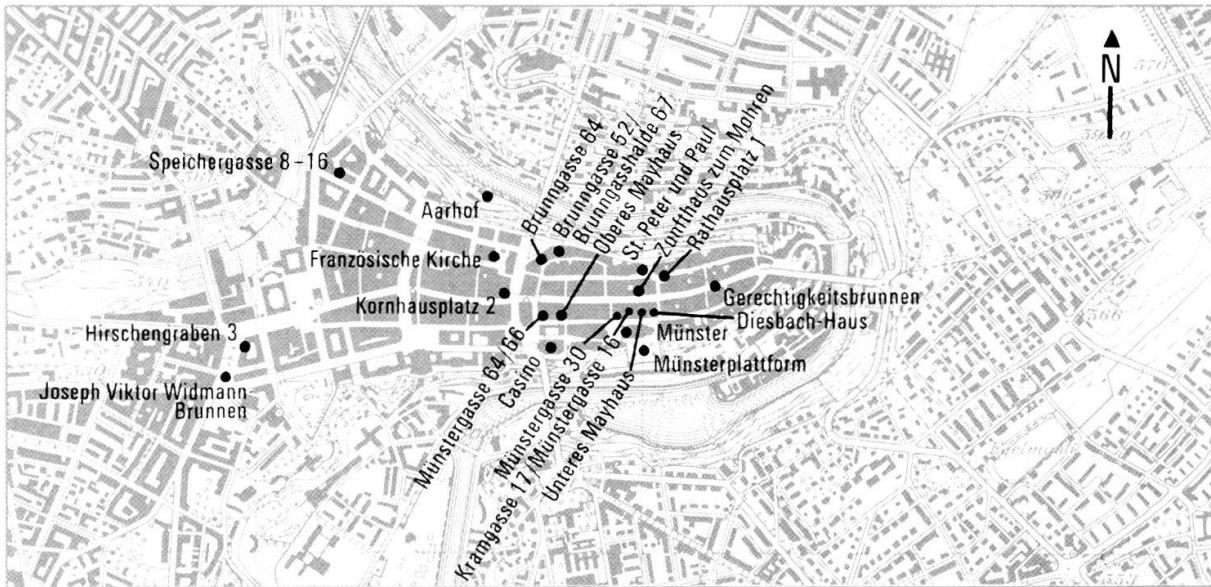 N
Speichergasse 8–16
Aarhof
Französische Kirche
Kornhausplatz 2
Hirschengraben 3
Joseph Viktor Widmann
Brunnen
Brunngasse 64
Brunngasse 52/
Brunngasshalde 67
Oberes Mayhaus
St. Peter und Paul
Zunfthaus zum Mohren
Rathausplatz 1
Gerechtigkeitsbrunnen
Diesbach-Haus
Münster
Münsterplattform
Münstergasse 64/66
Casino
Münstergasse 30
Kramgasse 17/Münstergasse 16
Unteres Mayhaus